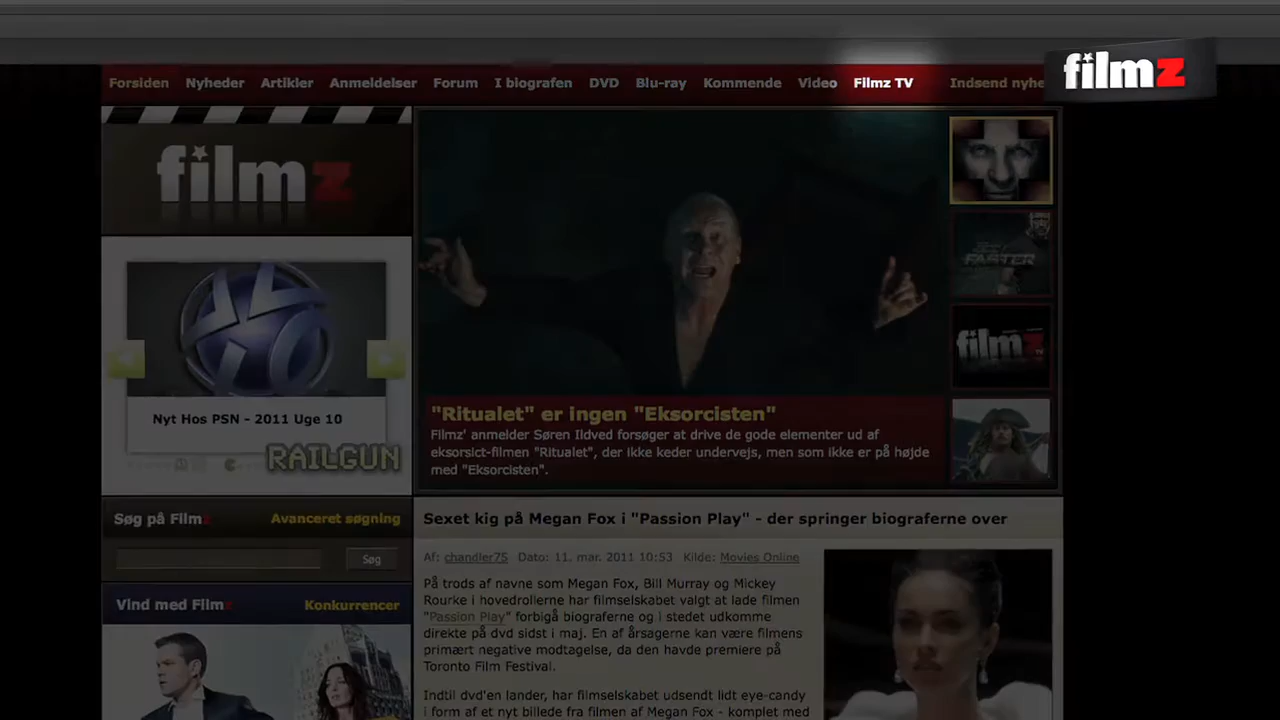 Forsiden Nyheder Artikler Anmeldelser Forum I biografen DVD Blu-ray Kommende Video Filmz TV Indsend nyhe
filmz
filmz
FASTER
filmz
Nyt Hos PSN - 2011 Uge 10
RAILGUN
"Ritualet" er ingen "Eksorcisten"
Filmz' anmelder Søren Ildved forsøger at drive de gode elementer ud af
eksorsict-filmen "Ritualet", der ikke keder undervejs, men som ikke er på højde
med "Eksorcisten".
Søg på Filmz Avanceret søgning
Søg
Vind med Filmz Konkurrencer
Sexet kig på Megan Fox i "Passion Play" - der springer biograferne over
Af: chandler75 Dato: 11. mar. 2011 10:53 Kilde: Movies Online
På trods af navne som Megan Fox, Bill Murray og Mickey
Rourke i hovedrollerne har filmselskabet valgt at lade filmen
"Passion Play" forbigå biograferne og i stedet udkomme
direkte på dvd sidst i maj. En af årsagerne kan være filmens
primært negative modtagelse, da den havde premiere på
Toronto Film Festival.
Indtil dvd'en lander, har filmselskabet udsendt lidt eye-candy
i form af et nyt billede fra filmen af Megan Fox - komplet med